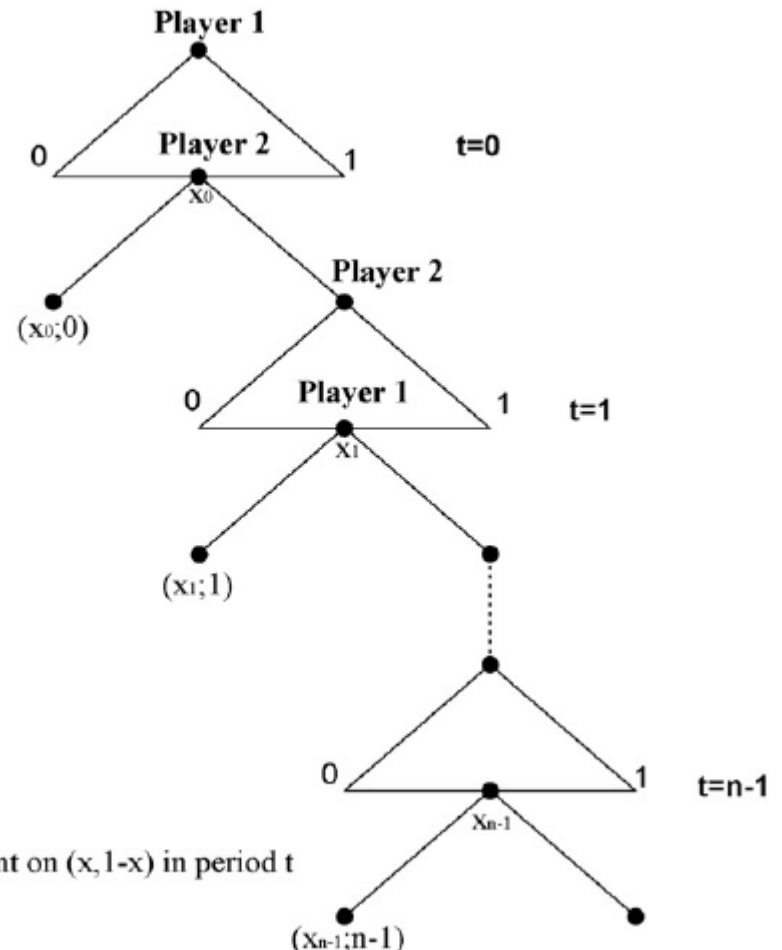 Player 1
0 Player 2 1 t=0
x₀
Player 2
(x₀;0)
0 Player 1 1 t=1
x₁
(x₁;1)
0 1 t=n-1
xₙ₋₁
on (x,1-x) in period t
(xₙ₋₁;n-1)